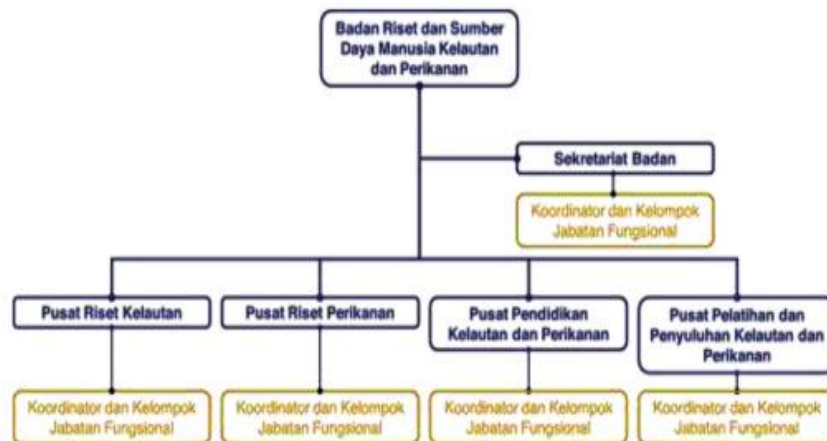 Badan Riset dan Sumber
Daya Manusia Kelautan
dan Perikanan
Sekretariat Badan
Koordinator dan Kelompok
Jabatan Fungsional
Pusat Riset Kelautan
Pusat Riset Perikanan
Pusat Pendidikan
Kelautan dan Perikanan
Pusat Pelatihan dan
Penyuluhan Kelautan dan
Perikanan
Koordinator dan Kelompok
Jabatan Fungsional
Koordinator dan Kelompok
Jabatan Fungsional
Koordinator dan Kelompok
Jabatan Fungsional
Koordinator dan Kelompok
Jabatan Fungsional